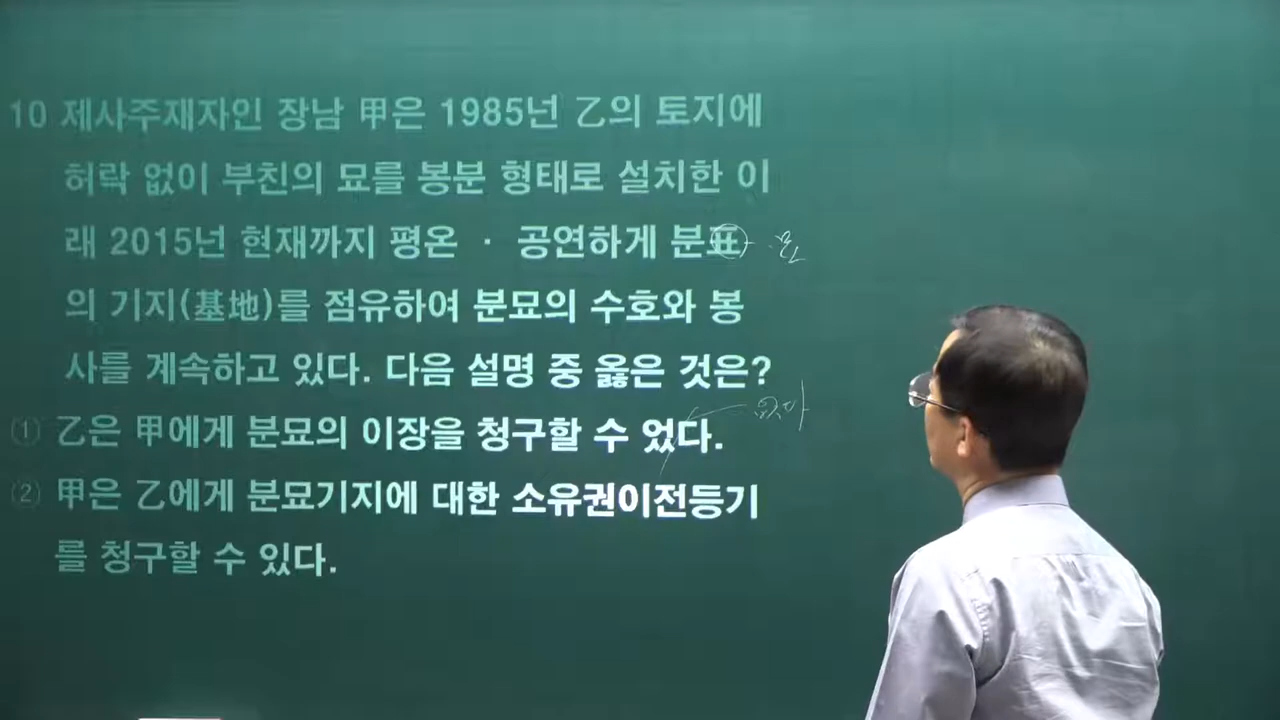 10 제사주재자인 장남 甲은 1985넌 乙의 토지에
허락 없이 부친의 묘를 봉분 형태로 설치한 이
래 2015년 현재까지 평온 · 공연하게 분표 묘
의 기지(基地)를 점유하여 분묘의 수호와 봉
사를 계속하고 있다. 다음 설명 중 옳은 것은?
(1) 乙은 甲에게 분묘의 이장을 청구할 수 었다. 있다
(2) 甲은 乙에게 분묘기지에 대한 소유권이전등기
를 청구할 수 있다.